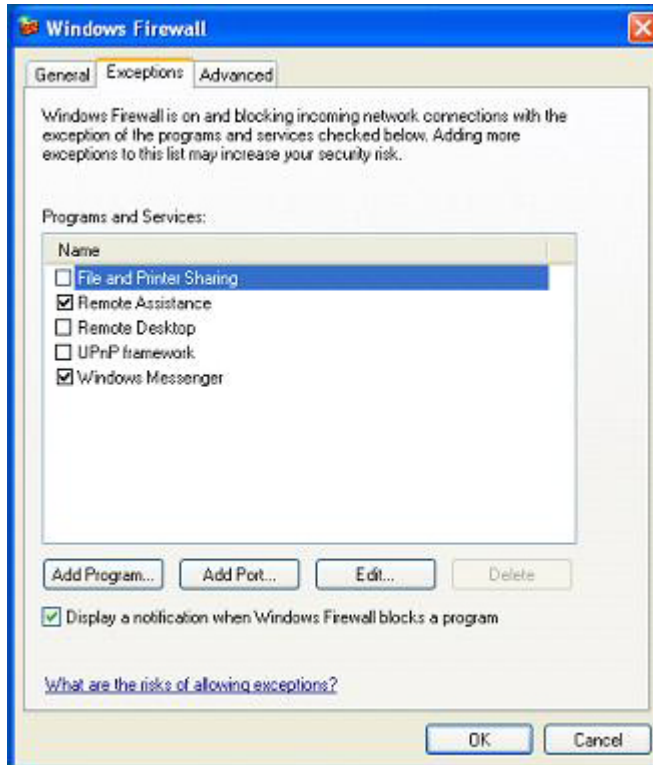 Windows Firewall
General Exceptions Advanced
Windows Firewall is on and blocking incoming network connections with the
exception of the programs and services checked below. Adding more
exceptions to this list may increase your security risk.
Programs and Services:
Name
File and Printer Sharing
Remote Assistance
Remote Desktop
UPnP framework
Windows Messenger
Add Program... Add Port... Edit... Delete
Display a notification when Windows Firewall blocks a program
What are the risks of allowing exceptions?
OK Cancel